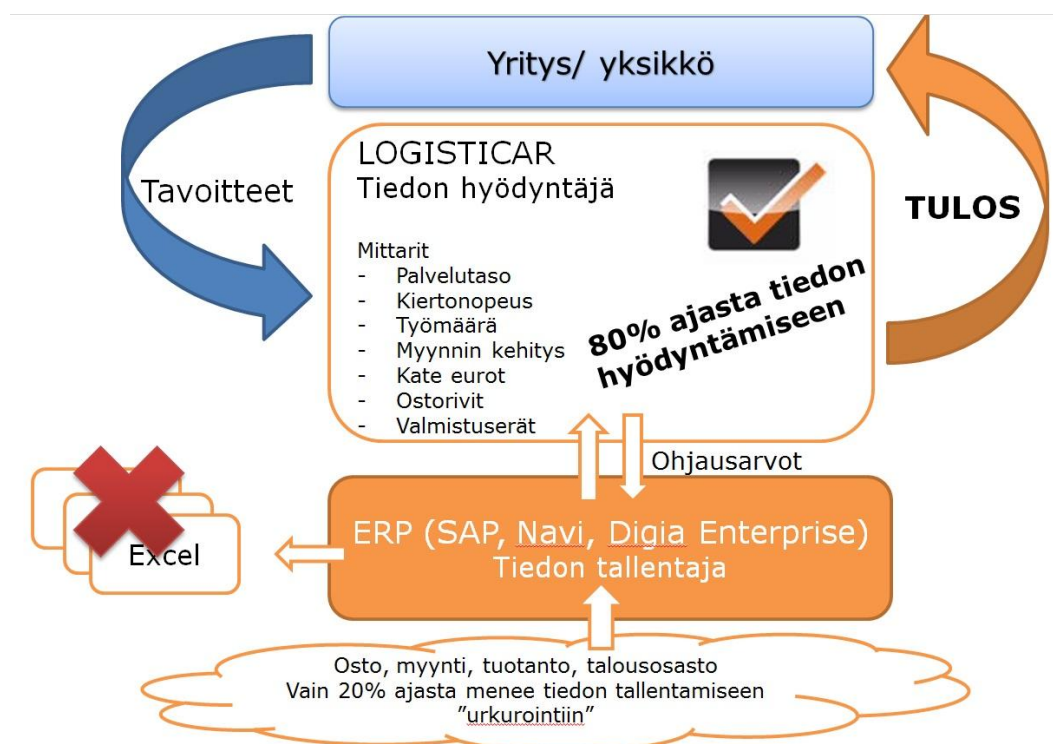 Yritys/ yksikkö
LOGISTICAR
Tiedon hyödyntäjä
Tavoitteet
TULOS
Mittarit
- Palvelutaso
- Kiertonopeus
- Työmäärä
- Myynnin kehitys
- Kate eurot
- Ostorivit
- Valmistuserät
80% ajasta tiedon
hyödyntämiseen
Ohjausarvot
ERP (SAP, Navi, Digia Enterprise)
Tiedon tallentaja
Excel
Osto, myynti, tuotanto, talousosasto
Vain 20% ajasta menee tiedon tallentamiseen
”urkurointiin”